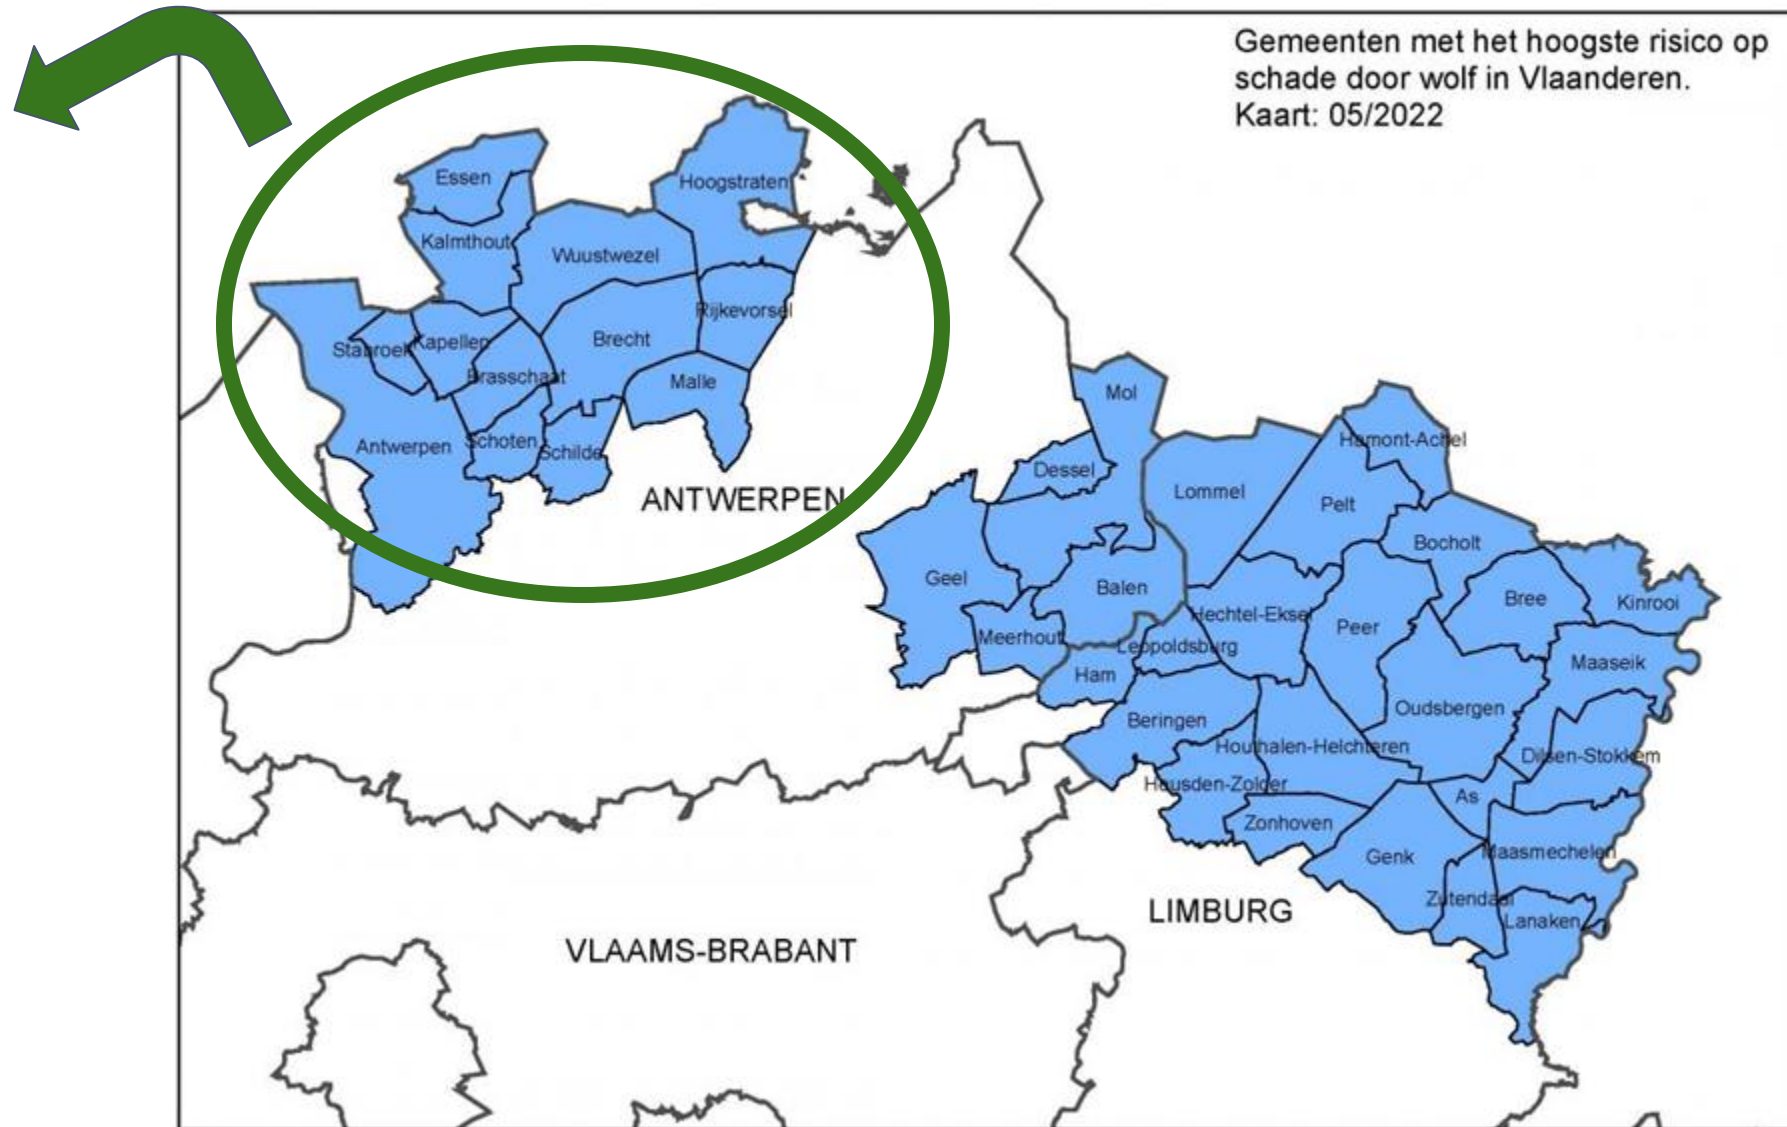 Gemeenten met het hoogste risico op
schade door wolf in Vlaanderen.
Kaart: 05/2022
Essen
Hoogstraten
Kalmthout
Wuustwezel
Rijkevorsel
Stabroek
Kapellen
Brecht
Brasschaat
Malle
Antwerpen
Schoten
Schilde
ANTWERPEN
Mol
Hamont-Achel
Dessel
Lommel
Pelt
Bocholt
Geel
Balen
Bree
Kinrooi
Hechtel-Eksel
Peer
Meerhout
Leopoldsburg
Maaseik
Ham
Oudsbergen
Beringen
Houthalen-Helchteren
Dilsen-Stokkem
Heusden-Zolder
As
Zonhoven
Genk
Maasmechelen
Zutendaal
Lanaken
LIMBURG
VLAAMS-BRABANT